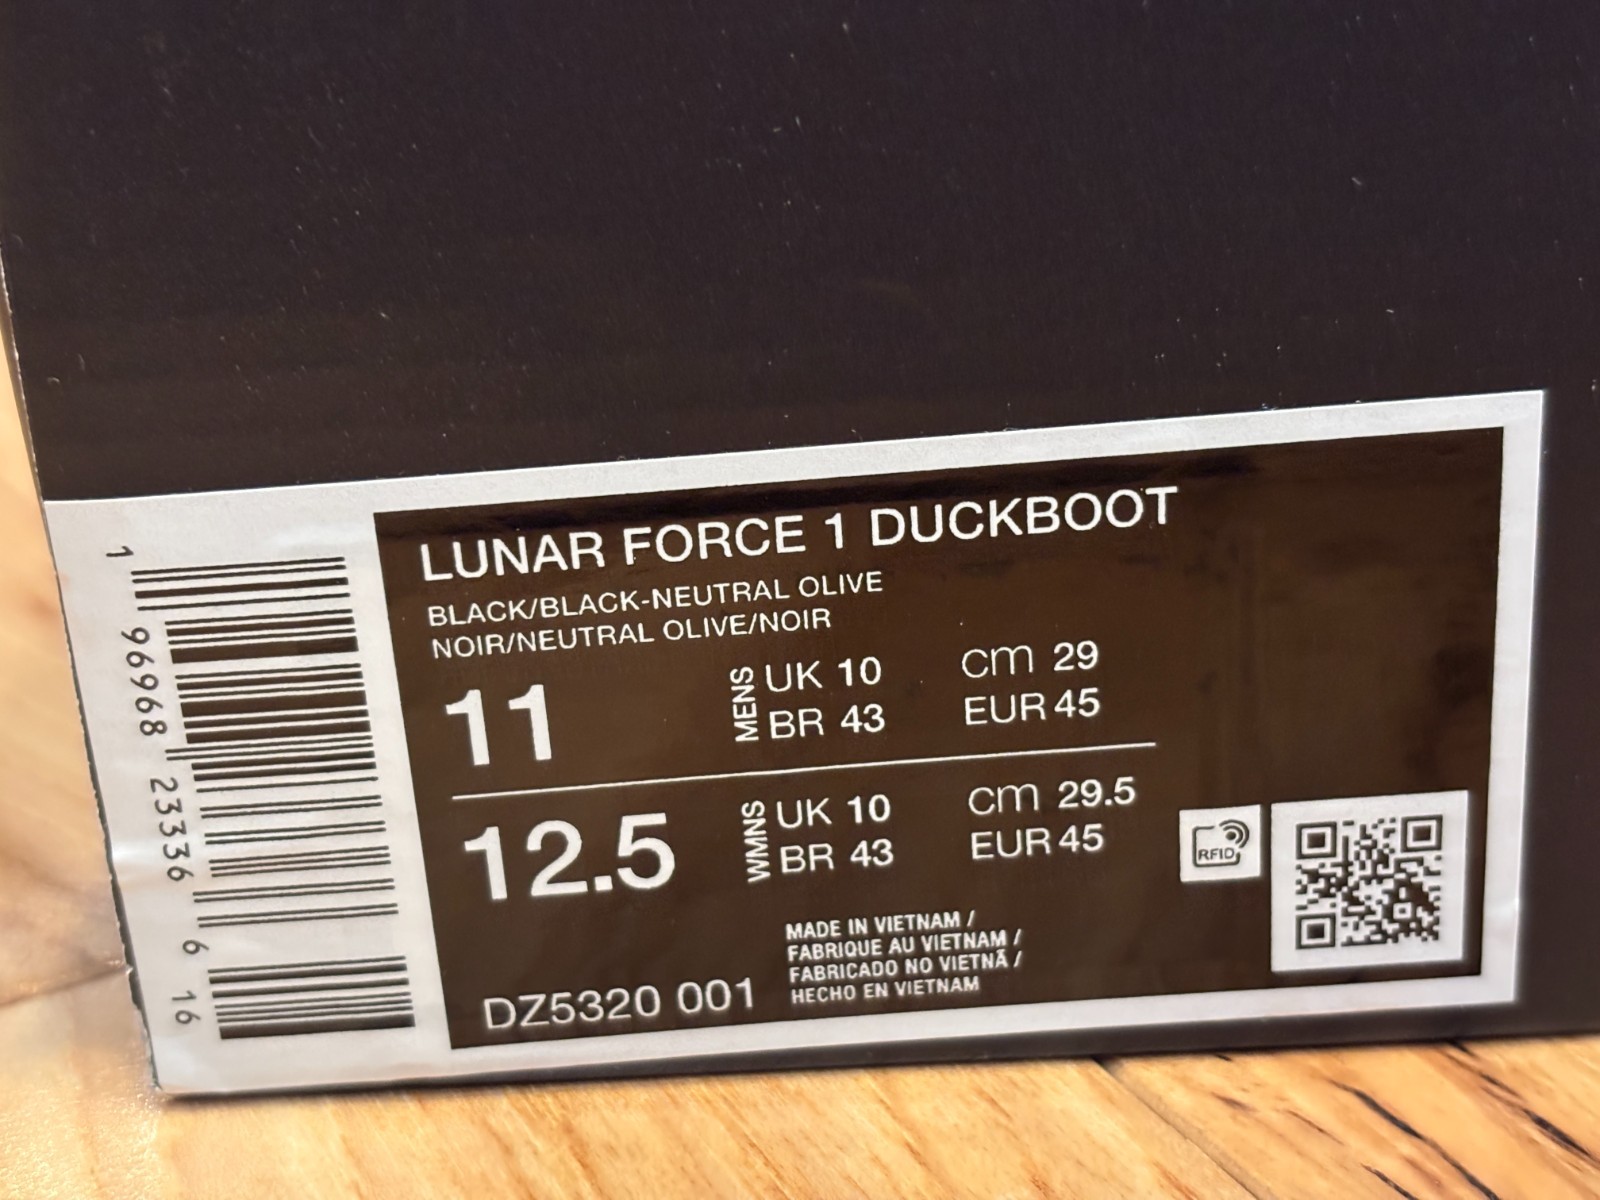 LUNAR FORCE 1 DUCKBOOT
BLACK/BLACK-NEUTRAL OLIVE
NOIR/NEUTRAL OLIVE/NOIR
11
MENS
UK 10
cm 29
BR 43
EUR 45
12.5
WMNS
UK 10
cm 29.5
BR 43
EUR 45
MADE IN VIETNAM /
FABRIQUE AU VIETNAM /
FABRICADO NO VIETNÃ /
HECHO EN VIETNAM
DZ5320 001
RFID
1 96968 23336 6 16